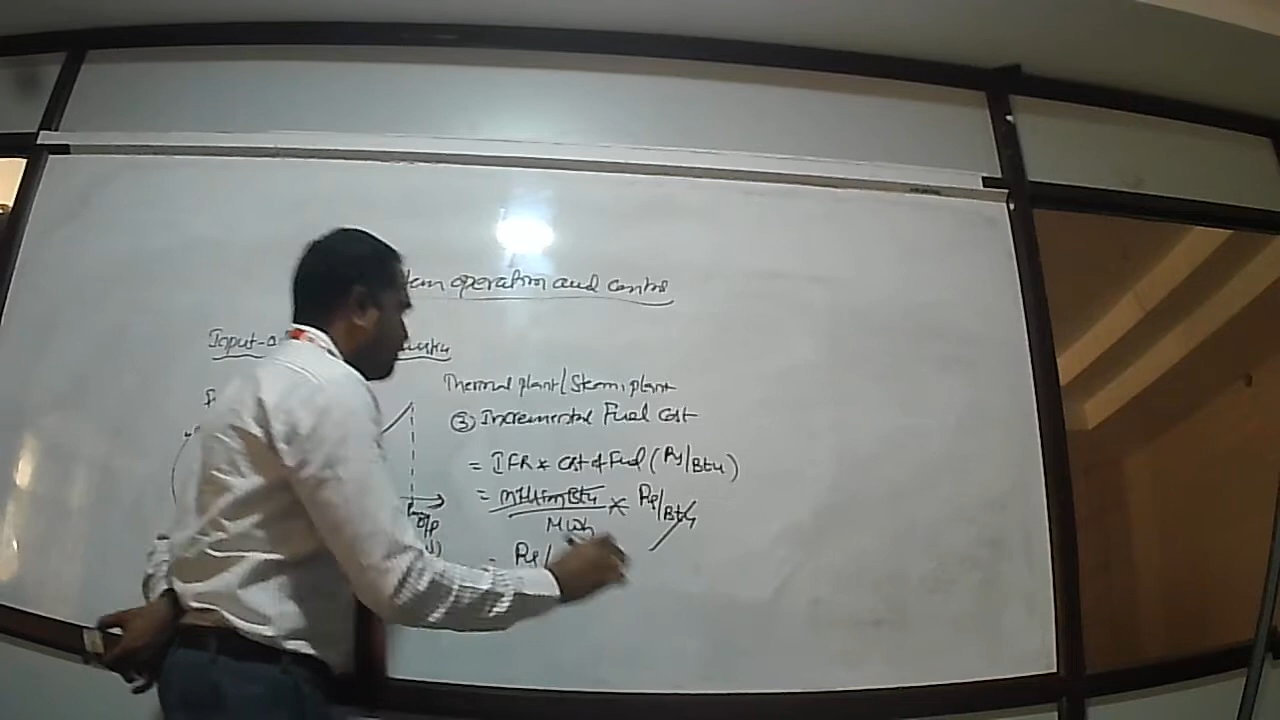 operation and control
Input-
Thermal plant / Steam plant
③ Incremental Fuel cost
= IFR * cost of Fuel (Rs/Btu)
= million Btu / MWh * Rs/Btu
= Rs/